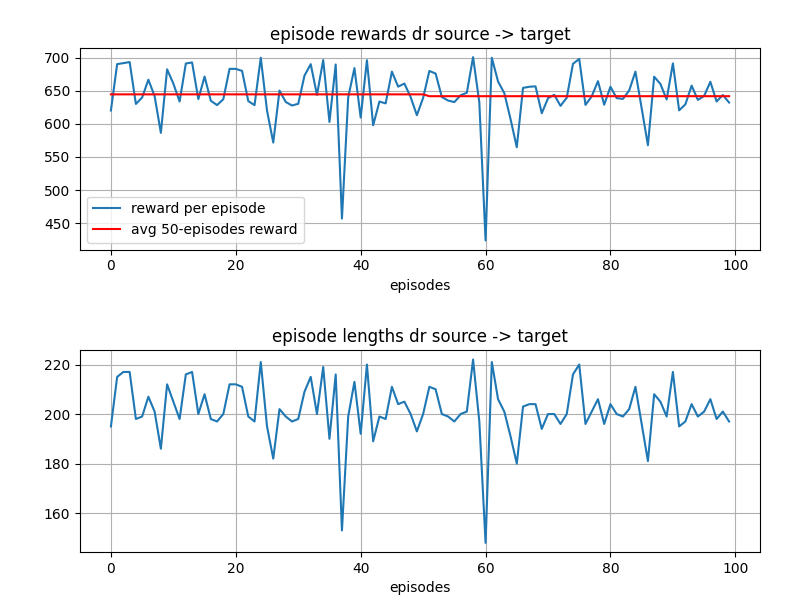 episode rewards dr source -> target
700
650
600
550
500
450
reward per episode
avg 50-episodes reward
0 20 40 60 80 100
episodes
episode lengths dr source -> target
220
200
180
160
0 20 40 60 80 100
episodes